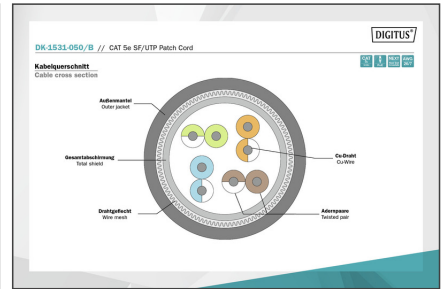 DIGITUS®
DK-1531-050/B // CAT 5e SF/UTP Patch Cord
Kabelquerschnitt
Cable cross section
Außenmantel
Outer jacket
Gesamtabschirmung
Total shield
Drahtgeflecht
Wire mesh
Cu-Draht
Cu-Wire
Adernpaare
Twisted pair